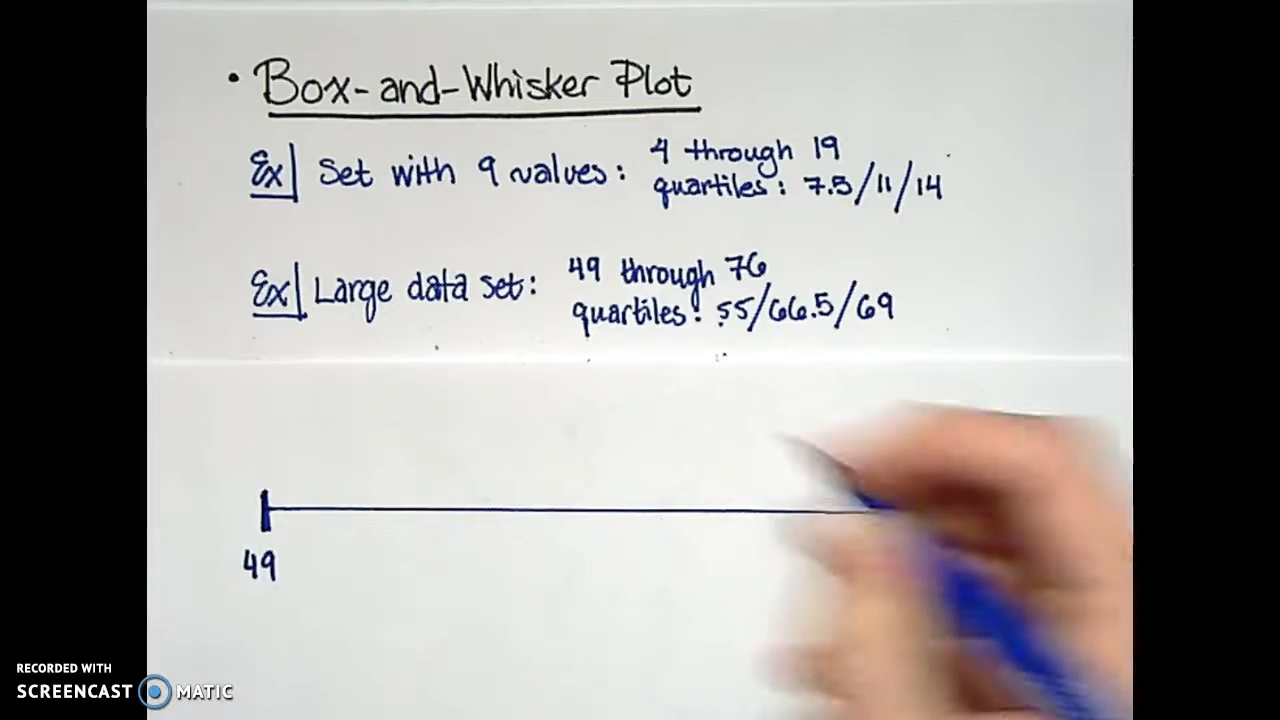 • Box-and-Whisker Plot
Ex| Set with 9 values: 4 through 19
quartiles: 7.5/11/14
Ex| Large data set: 49 through 76
quartiles: 55/66.5/69
49
RECORDED WITH
SCREENCAST MATIC